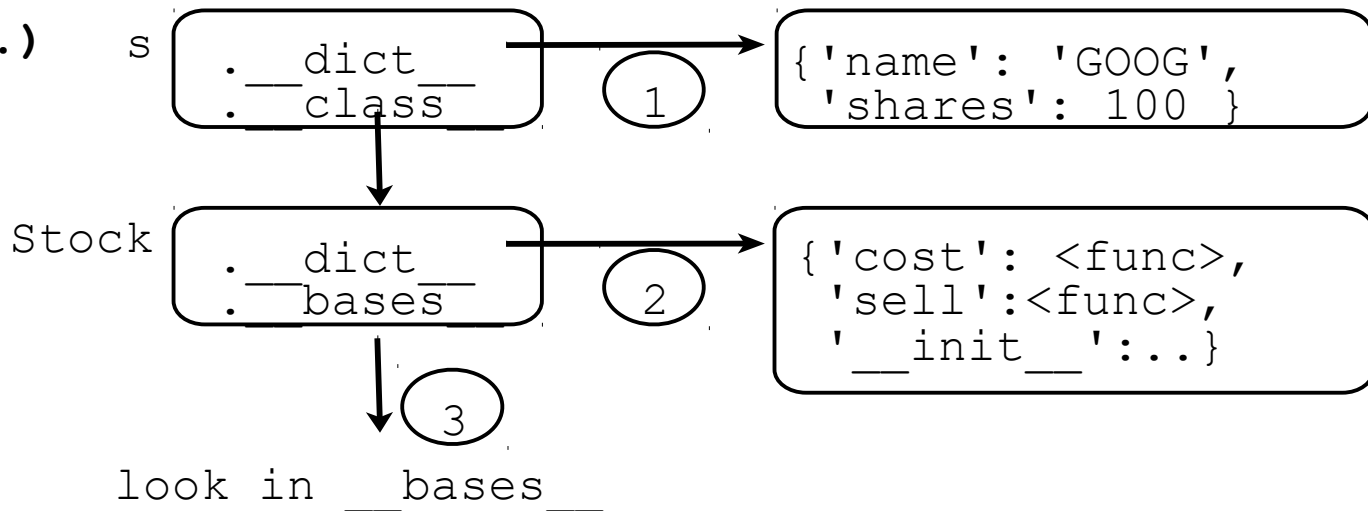 .)
s
.__dict__
.__class__
1
{'name': 'GOOG',
'shares': 100 }
Stock
.__dict__
.__bases__
2
{'cost': <func>,
'sell':<func>,
'__init__':..}
3
look in __bases__